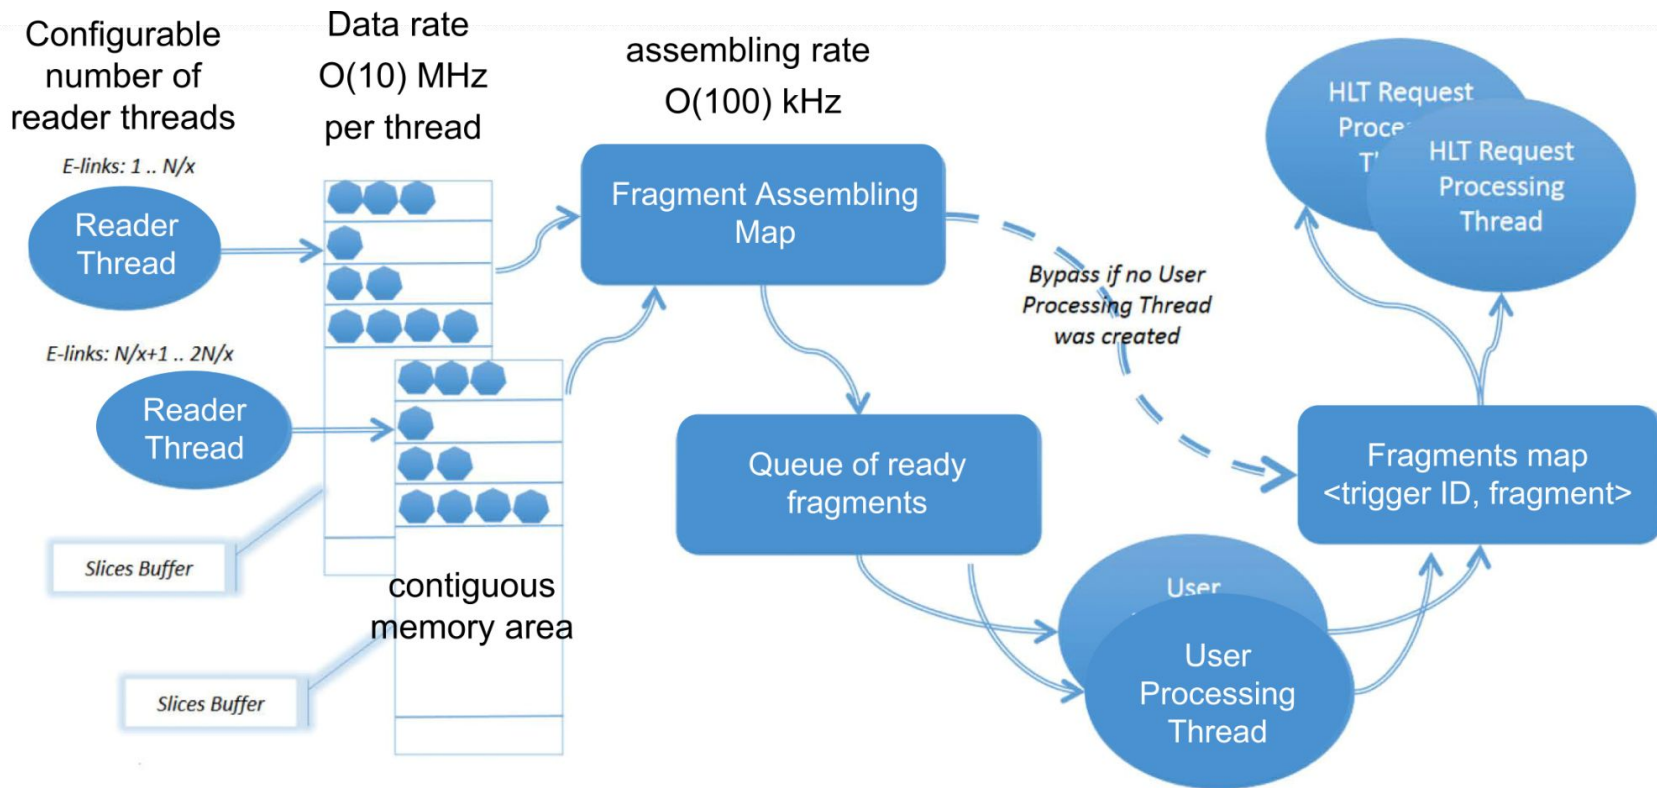 Configurable
number of
reader threads
Data rate
O(10) MHz
per thread
assembling rate
O(100) kHz
E-links: 1 .. N/x
Reader
Thread
E-links: N/x+1 .. 2N/x
Reader
Thread
Slices Buffer
Slices Buffer
contiguous
memory area
Fragment Assembling
Map
Bypass if no User
Processing Thread
was created
Queue of ready
fragments
User
User
Processing
Thread
Fragments map
<trigger ID, fragment>
HLT Request
HLT Request
Processing
Thread